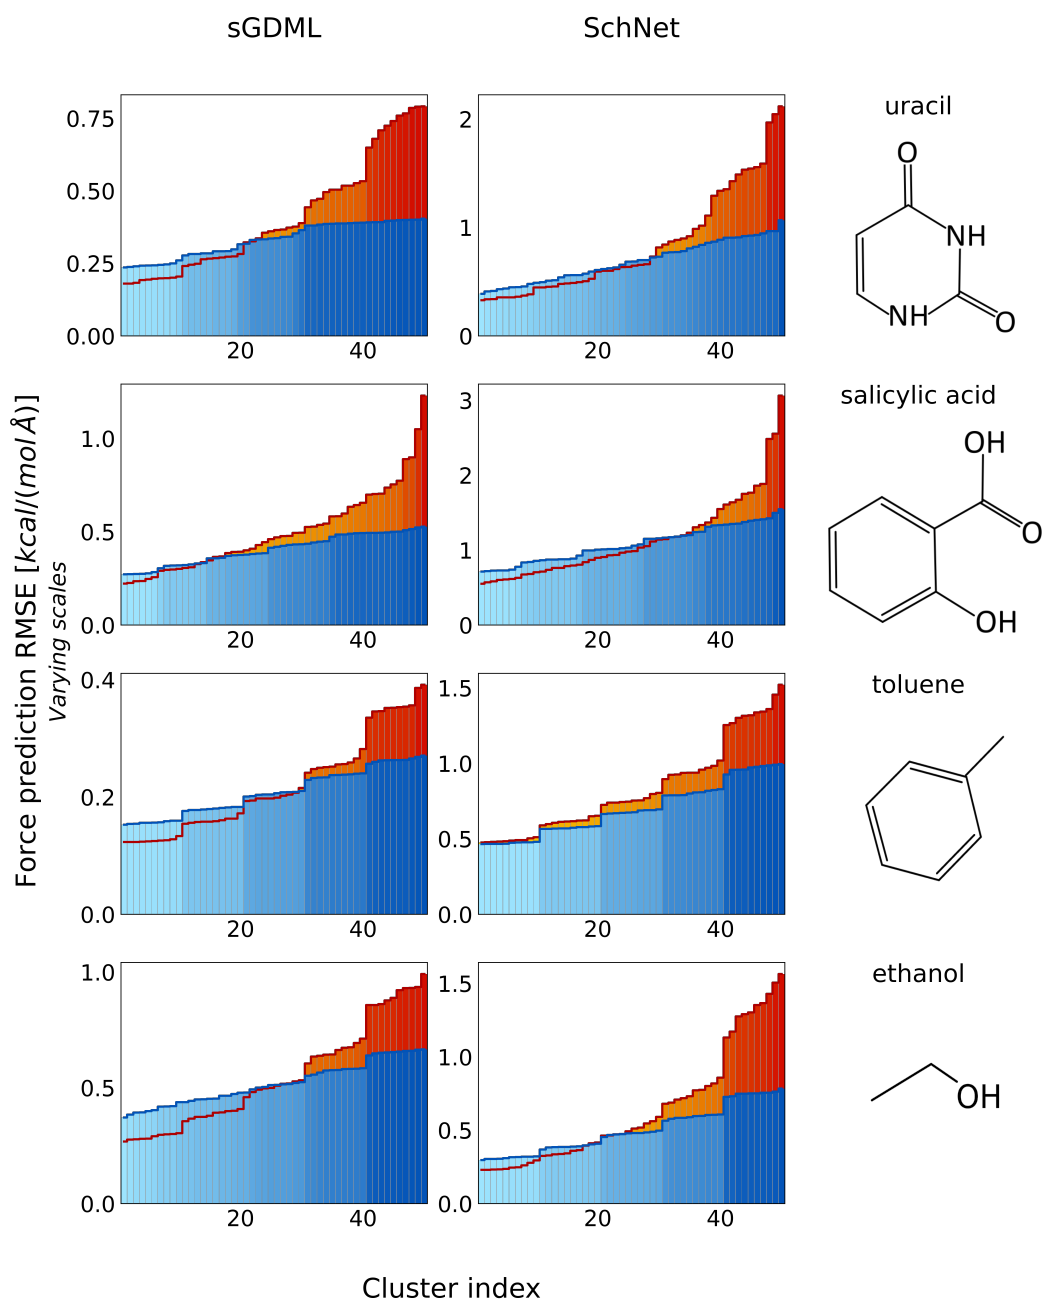 sGDML
SchNet
Force prediction RMSE [kcal/(mol Å)]
Varying scales
0.75
0.50
0.25
0.00
20
40
2
1
0
20
40
uracil
O
NH
NH
O
1.0
0.5
0.0
20
40
3
2
1
0
20
40
salicylic acid
OH
O
OH
0.4
0.2
0.0
20
40
1.5
1.0
0.5
0.0
20
40
toluene
1.0
0.5
0.0
20
40
1.5
1.0
0.5
0.0
20
40
ethanol
OH
Cluster index